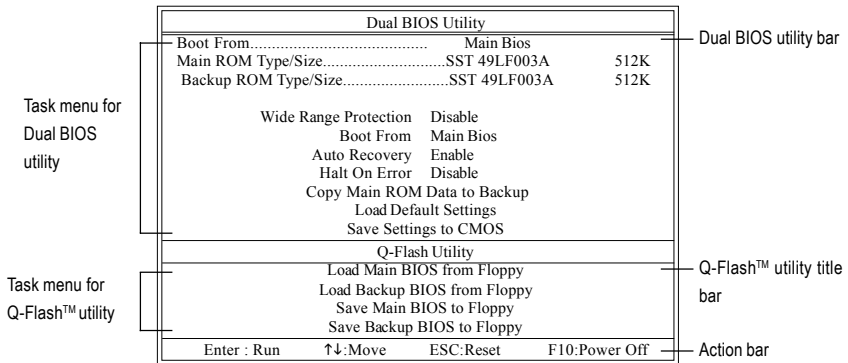 Dual BIOS Utility
Boot From.......................................... Main Bios
Dual BIOS utility bar
Main ROM Type/Size.............................SST 49LF003A 512K
Backup ROM Type/Size.........................SST 49LF003A 512K
Task menu for
Dual BIOS
utility
Wide Range Protection Disable
Boot From Main Bios
Auto Recovery Enable
Halt On Error Disable
Copy Main ROM Data to Backup
Load Default Settings
Save Settings to CMOS
Q-Flash Utility
Load Main BIOS from Floppy
Q-Flash™ utility title
bar
Task menu for
Q-Flash™ utility
Load Backup BIOS from Floppy
Save Main BIOS to Floppy
Save Backup BIOS to Floppy
Enter : Run ↑↓:Move ESC:Reset F10:Power Off
Action bar